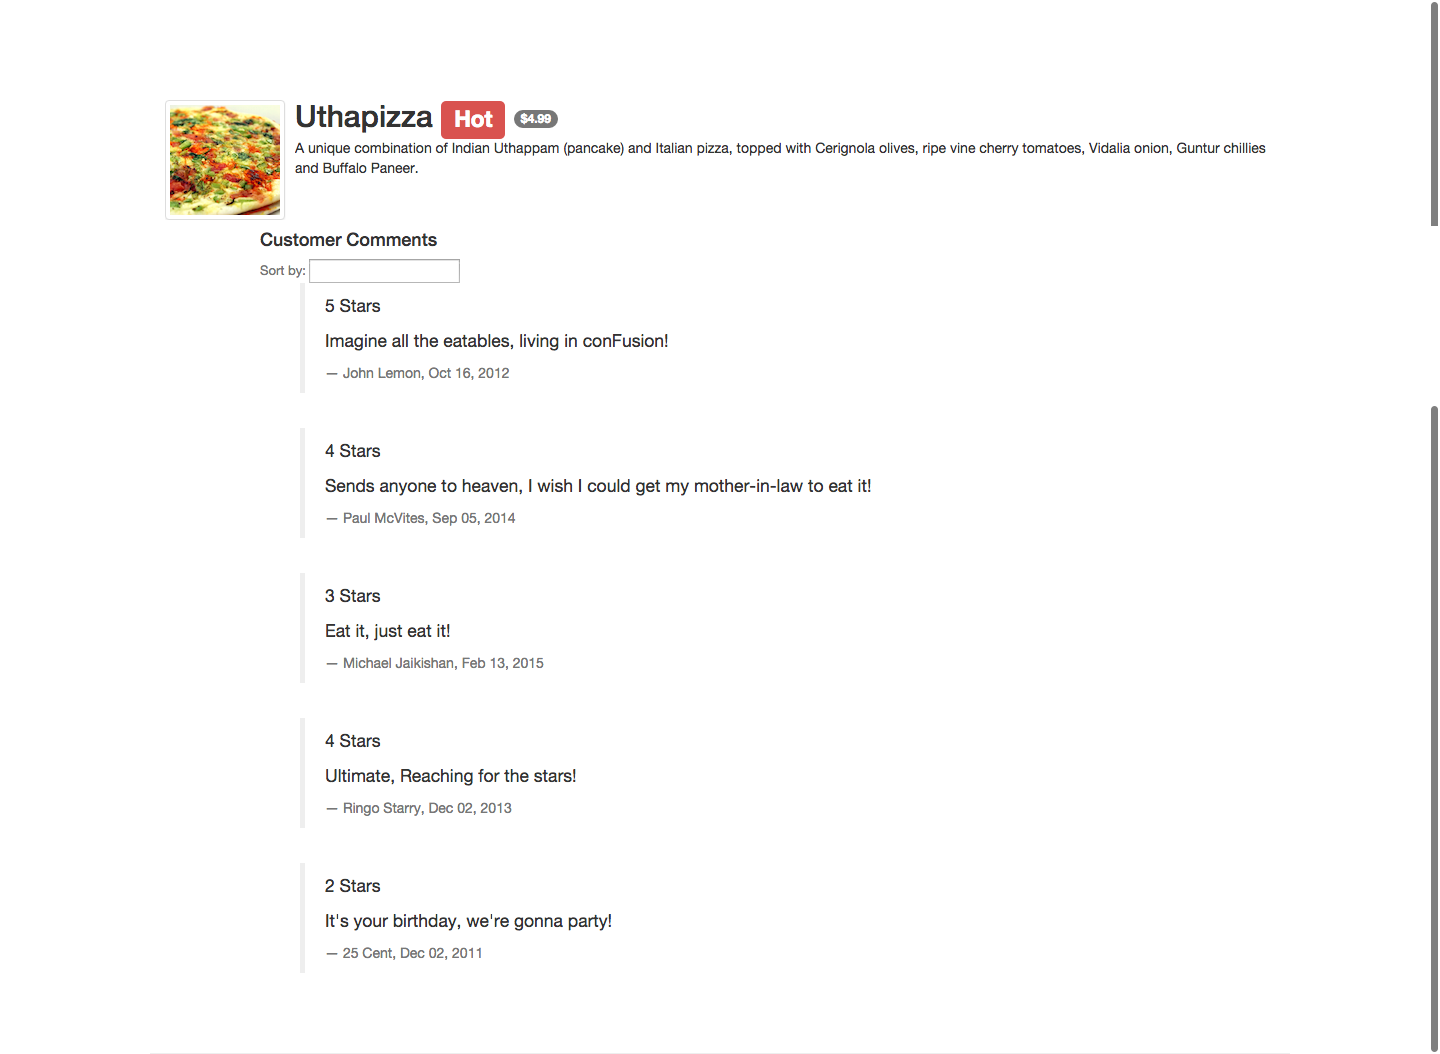 Uthapizza Hot $4.99
A unique combination of Indian Uthappam (pancake) and Italian pizza, topped with Cerignola olives, ripe vine cherry tomatoes, Vidalia onion, Guntur chillies
and Buffalo Paneer.
Customer Comments
Sort by:
5 Stars
Imagine all the eatables, living in conFusion!
— John Lemon, Oct 16, 2012
4 Stars
Sends anyone to heaven, I wish I could get my mother-in-law to eat it!
— Paul McVites, Sep 05, 2014
3 Stars
Eat it, just eat it!
— Michael Jaikishan, Feb 13, 2015
4 Stars
Ultimate, Reaching for the stars!
— Ringo Starry, Dec 02, 2013
2 Stars
It's your birthday, we're gonna party!
— 25 Cent, Dec 02, 2011